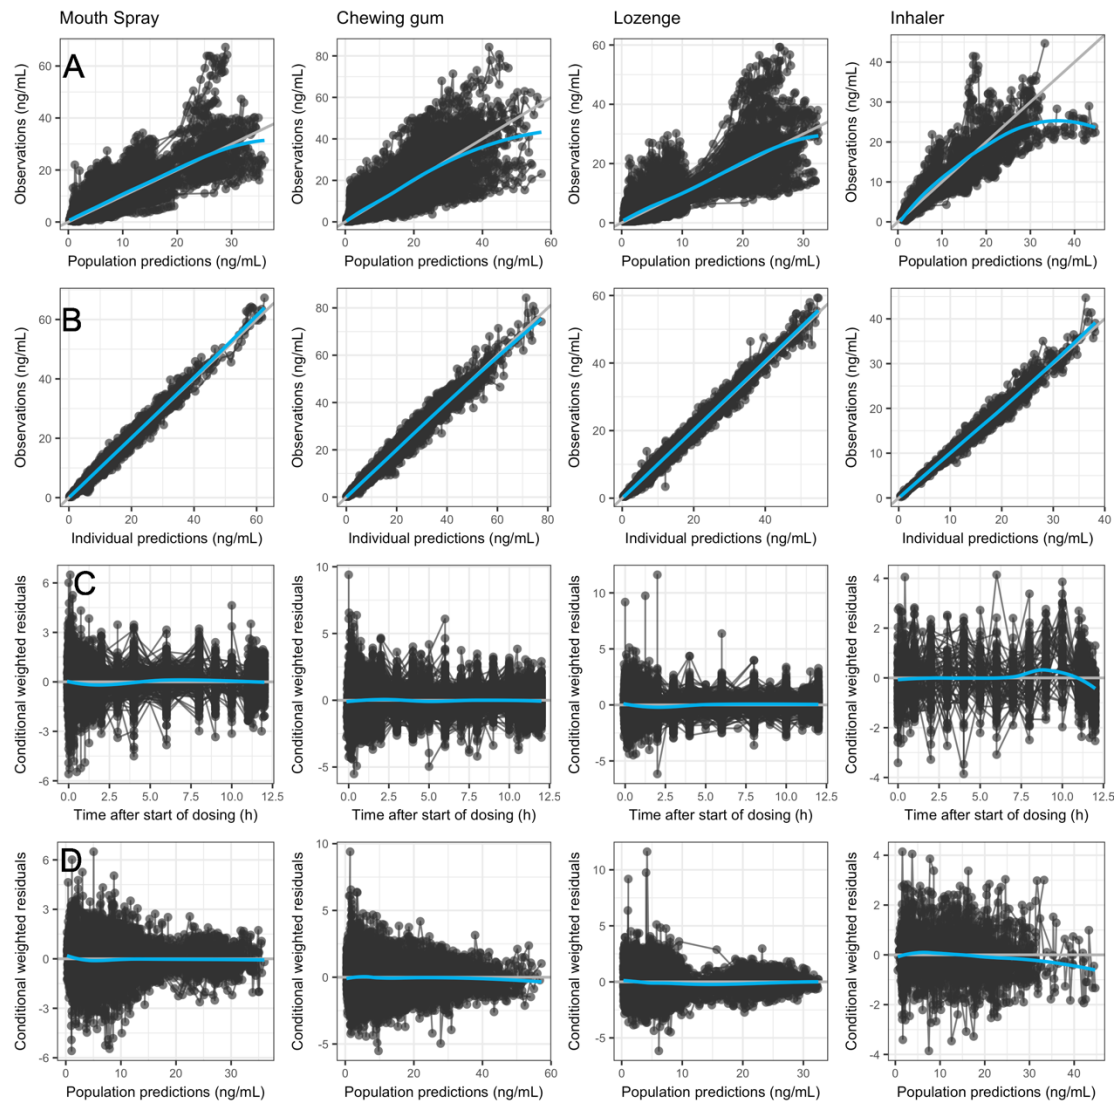 Mouth Spray
Chewing gum
Lozenge
Inhaler
A
Observations (ng/mL)
60
40
20
0
0 10 20 30
Population predictions (ng/mL)
Observations (ng/mL)
80
60
40
20
0
0 20 40 60
Population predictions (ng/mL)
Observations (ng/mL)
60
40
20
0
0 10 20 30
Population predictions (ng/mL)
Observations (ng/mL)
40
30
20
10
0
0 10 20 30 40
Population predictions (ng/mL)
B
Observations (ng/mL)
60
40
20
0
0 20 40 60
Individual predictions (ng/mL)
Observations (ng/mL)
80
60
40
20
0
0 20 40 60 80
Individual predictions (ng/mL)
Observations (ng/mL)
60
40
20
0
0 20 40
Individual predictions (ng/mL)
Observations (ng/mL)
40
30
20
10
0
0 10 20 30 40
Individual predictions (ng/mL)
C
Conditional weighted residuals
6
3
0
-3
-6
0.0 2.5 5.0 7.5 10.0 12.5
Time after start of dosing (h)
Conditional weighted residuals
10
5
0
-5
0.0 2.5 5.0 7.5 10.0 12.5
Time after start of dosing (h)
Conditional weighted residuals
10
5
0
-5
0.0 2.5 5.0 7.5 10.0 12.5
Time after start of dosing (h)
Conditional weighted residuals
4
2
0
-2
-4
0.0 2.5 5.0 7.5 10.0 12.5
Time after start of dosing (h)
D
Conditional weighted residuals
6
3
0
-3
-6
0 10 20 30
Population predictions (ng/mL)
Conditional weighted residuals
10
5
0
-5
0 20 40 60
Population predictions (ng/mL)
Conditional weighted residuals
10
5
0
-5
0 10 20 30
Population predictions (ng/mL)
Conditional weighted residuals
4
2
0
-2
-4
0 10 20 30 40
Population predictions (ng/mL)